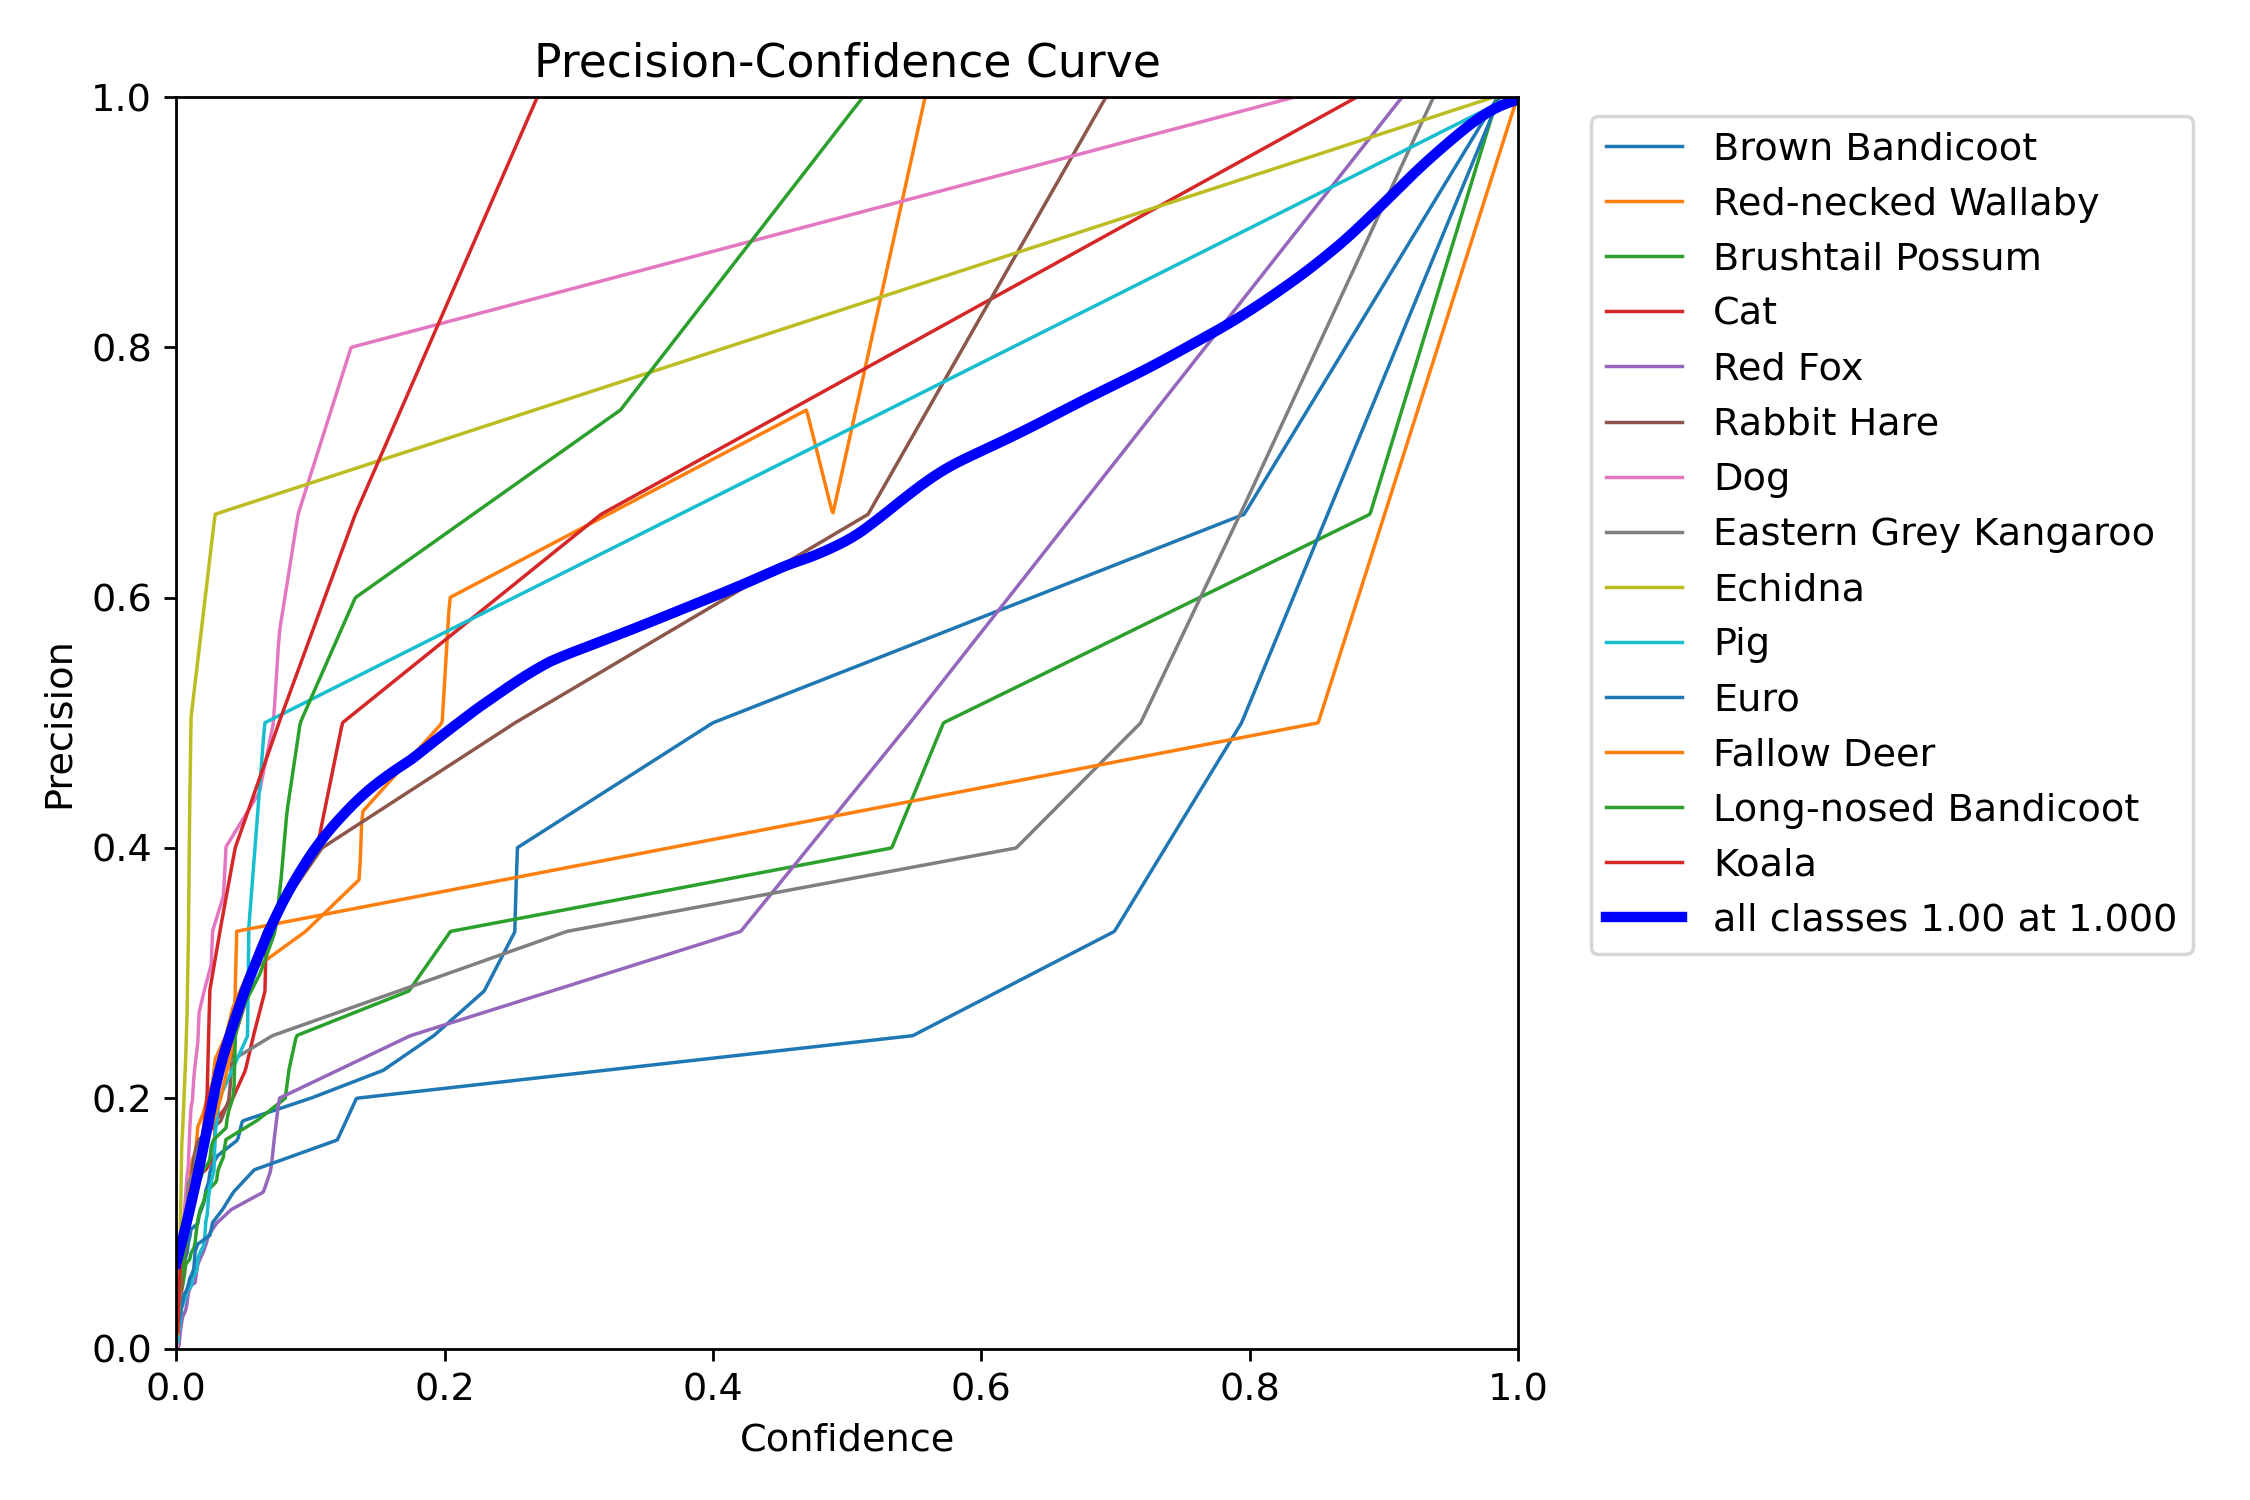 Precision-Confidence Curve
1.0
0.8
0.6
0.4
0.2
0.0
Precision
0.0 0.2 0.4 0.6 0.8 1.0
Confidence
Brown Bandicoot
Red-necked Wallaby
Brushtail Possum
Cat
Red Fox
Rabbit Hare
Dog
Eastern Grey Kangaroo
Echidna
Pig
Euro
Fallow Deer
Long-nosed Bandicoot
Koala
all classes 1.00 at 1.000